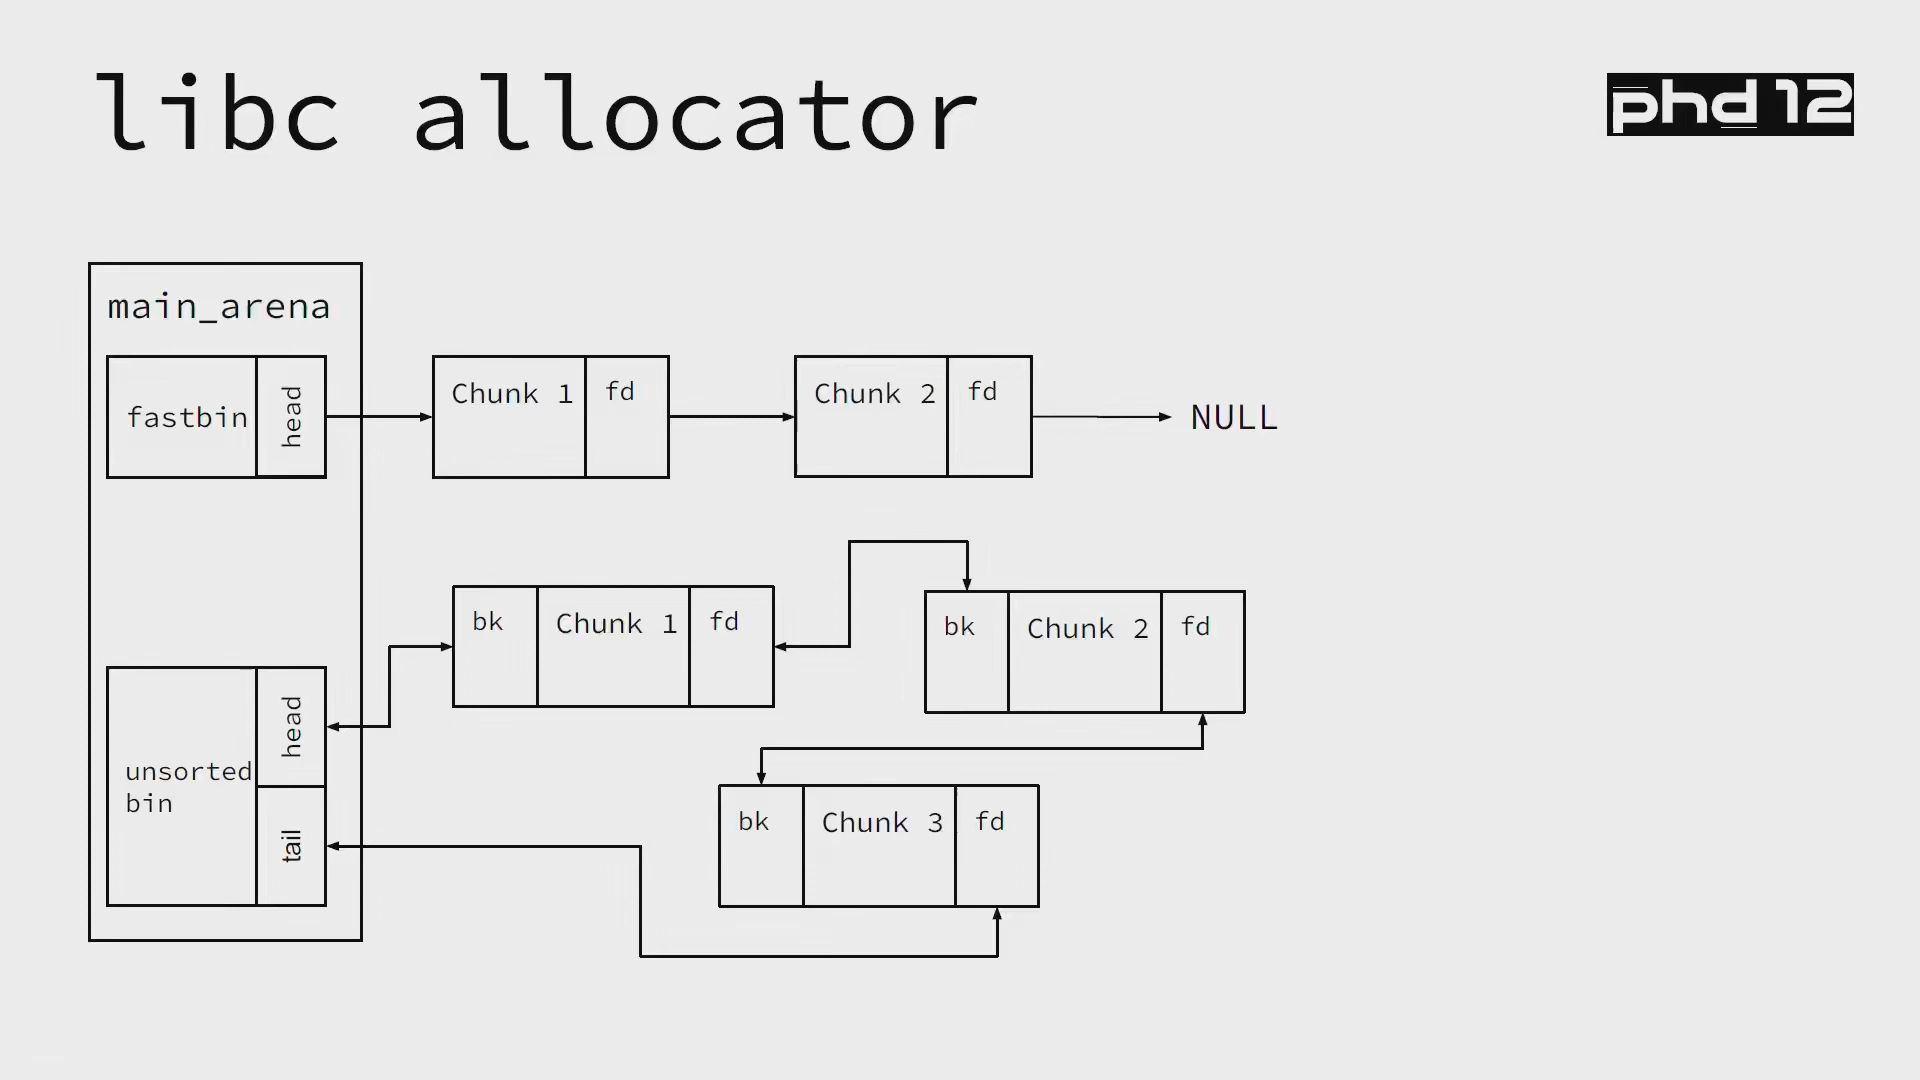 libc allocator
phd 12
main_arena
fastbin
head
Chunk 1
fd
Chunk 2
fd
NULL
bk
Chunk 1
fd
bk
Chunk 2
fd
unsorted
bin
head
tail
bk
Chunk 3
fd